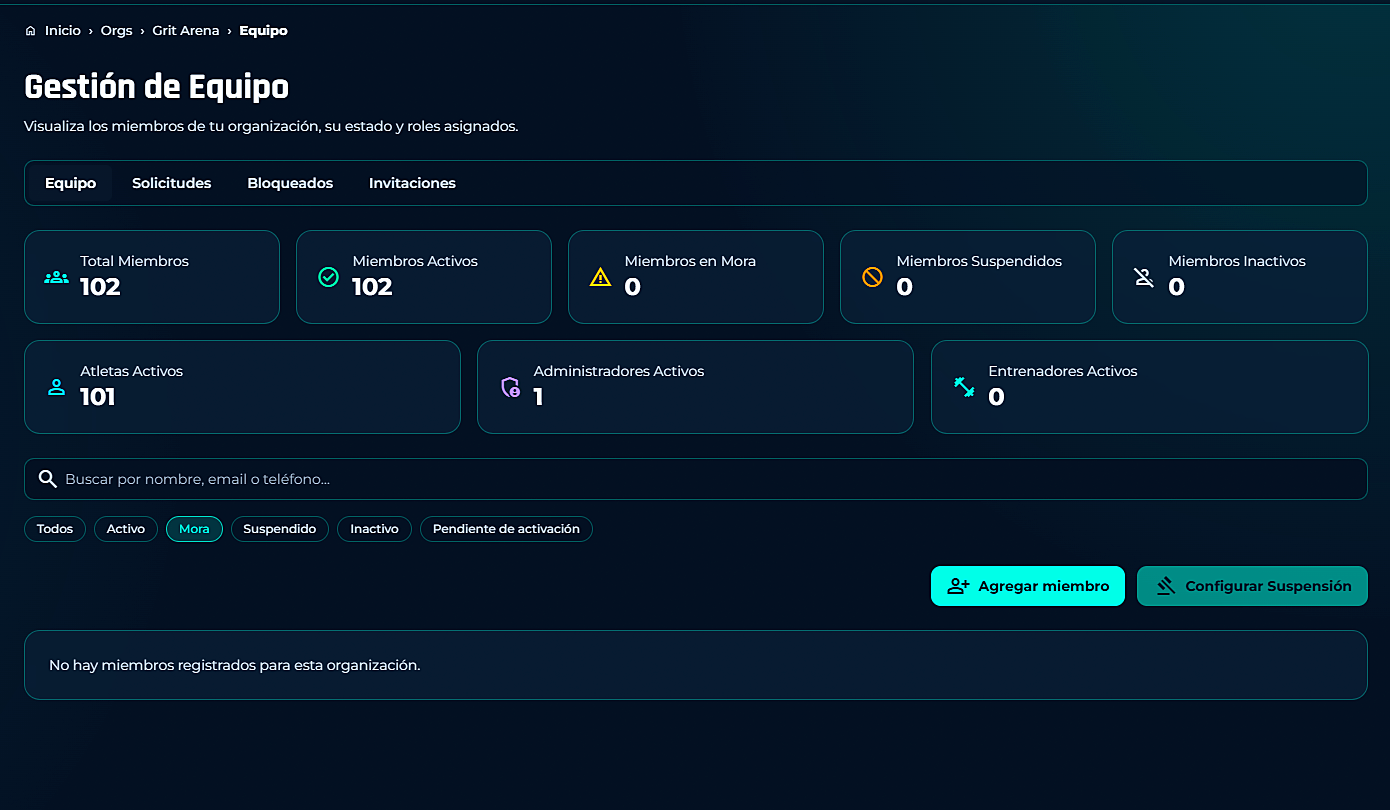 Inicio › Orgs › Grit Arena › Equipo
Gestión de Equipo
Visualiza los miembros de tu organización, su estado y roles asignados.
Equipo Solicitudes Bloqueados Invitaciones
Total Miembros
102
Miembros Activos
102
Miembros en Mora
0
Miembros Suspendidos
0
Miembros Inactivos
0
Atletas Activos
101
Administradores Activos
1
Entrenadores Activos
0
Buscar por nombre, email o teléfono...
Todos Activo Mora Suspendido Inactivo Pendiente de activación
Agregar miembro Configurar Suspensión
No hay miembros registrados para esta organización.